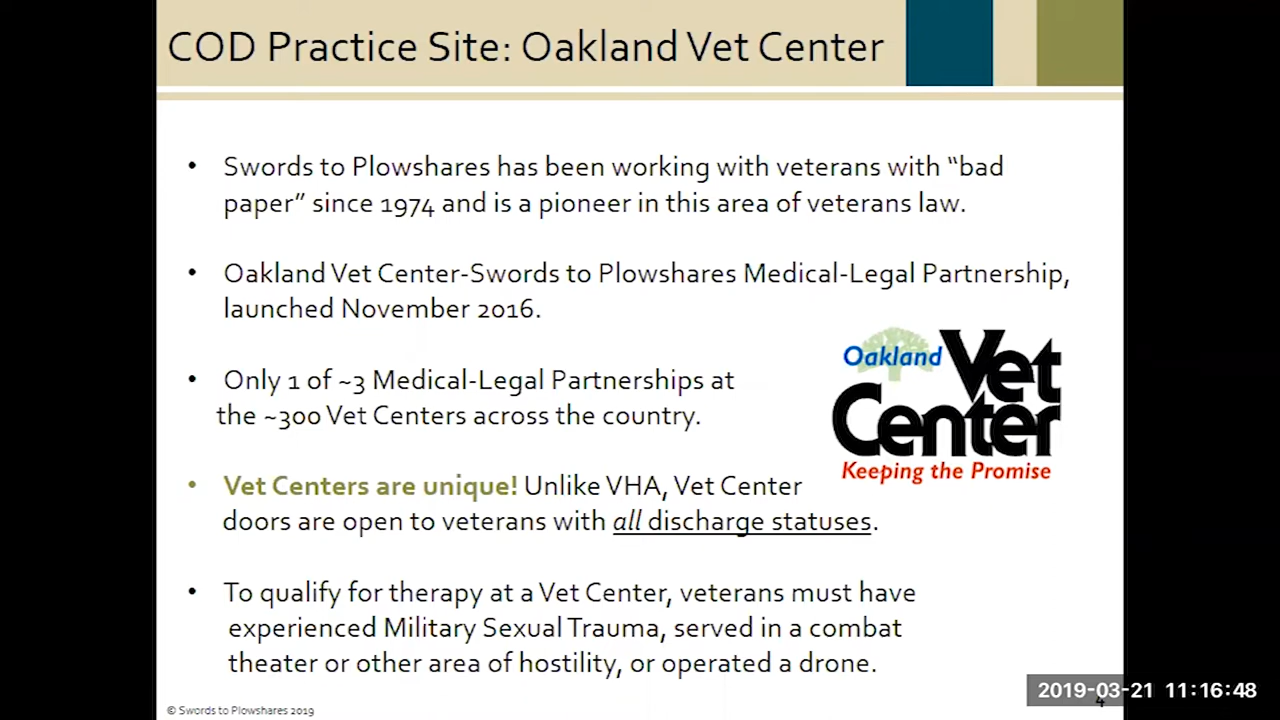 COD Practice Site: Oakland Vet Center
• Swords to Plowshares has been working with veterans with “bad
paper” since 1974 and is a pioneer in this area of veterans law.
• Oakland Vet Center-Swords to Plowshares Medical-Legal Partnership,
launched November 2016.
• Only 1 of ~3 Medical-Legal Partnerships at
the ~300 Vet Centers across the country.
Oakland Vet
Center
Keeping the Promise
• Vet Centers are unique! Unlike VHA, Vet Center
doors are open to veterans with all discharge statuses.
• To qualify for therapy at a Vet Center, veterans must have
experienced Military Sexual Trauma, served in a combat
theater or other area of hostility, or operated a drone.
2019-03-21 11:16:48
4
© Swords to Plowshares 2019